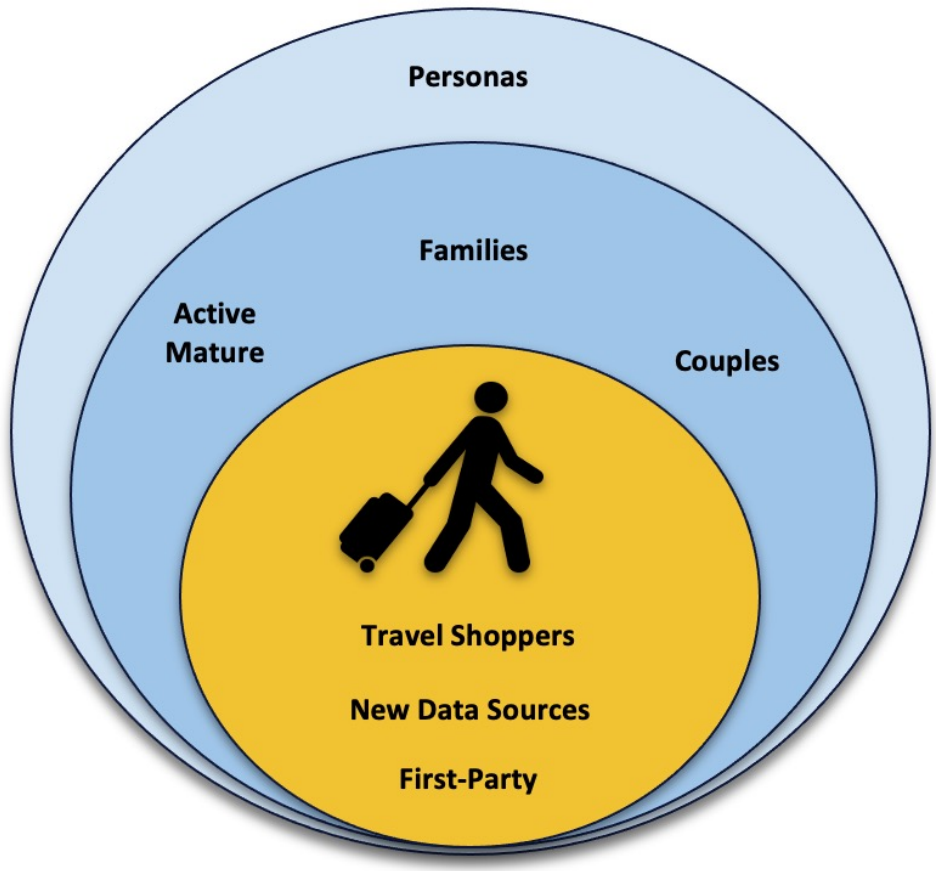 Personas
Families
Active
Mature
Couples
Travel Shoppers
New Data Sources
First-Party